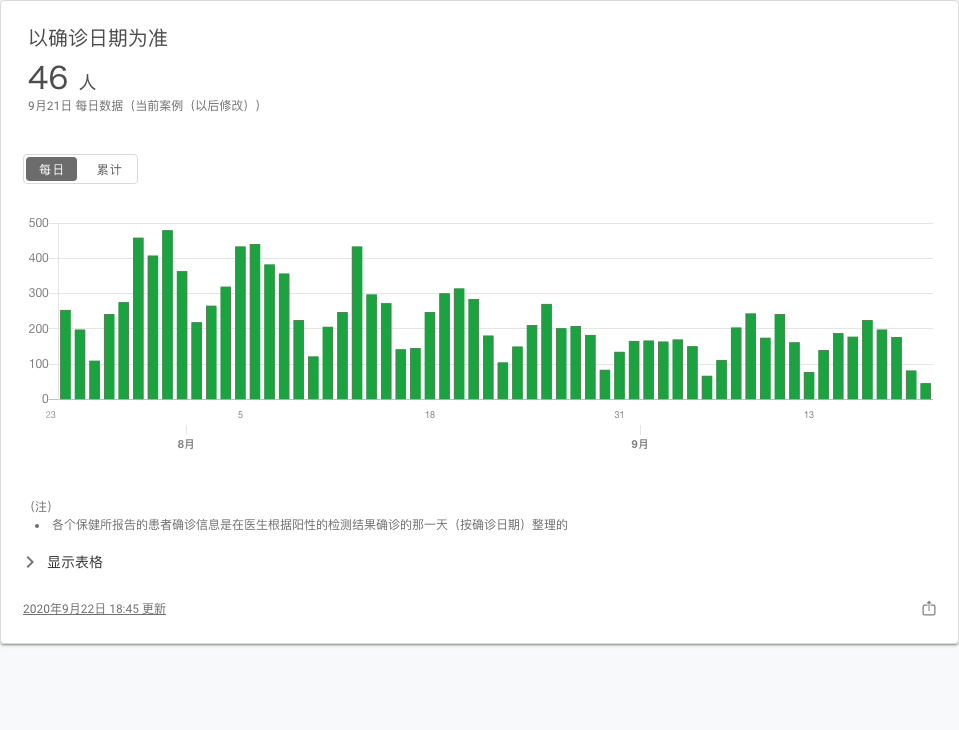 以确诊日期为准
46 人
9月21日 每日数据（当前案例（以后修改））
每日 累计
500
400
300
200
100
0
23 5 18 31 13
8月 9月
（注）
• 各个保健所报告的患者确诊信息是在医生根据阳性的检测结果确诊的那一天（按确诊日期）整理的
显示表格
2020年9月22日 18:45 更新